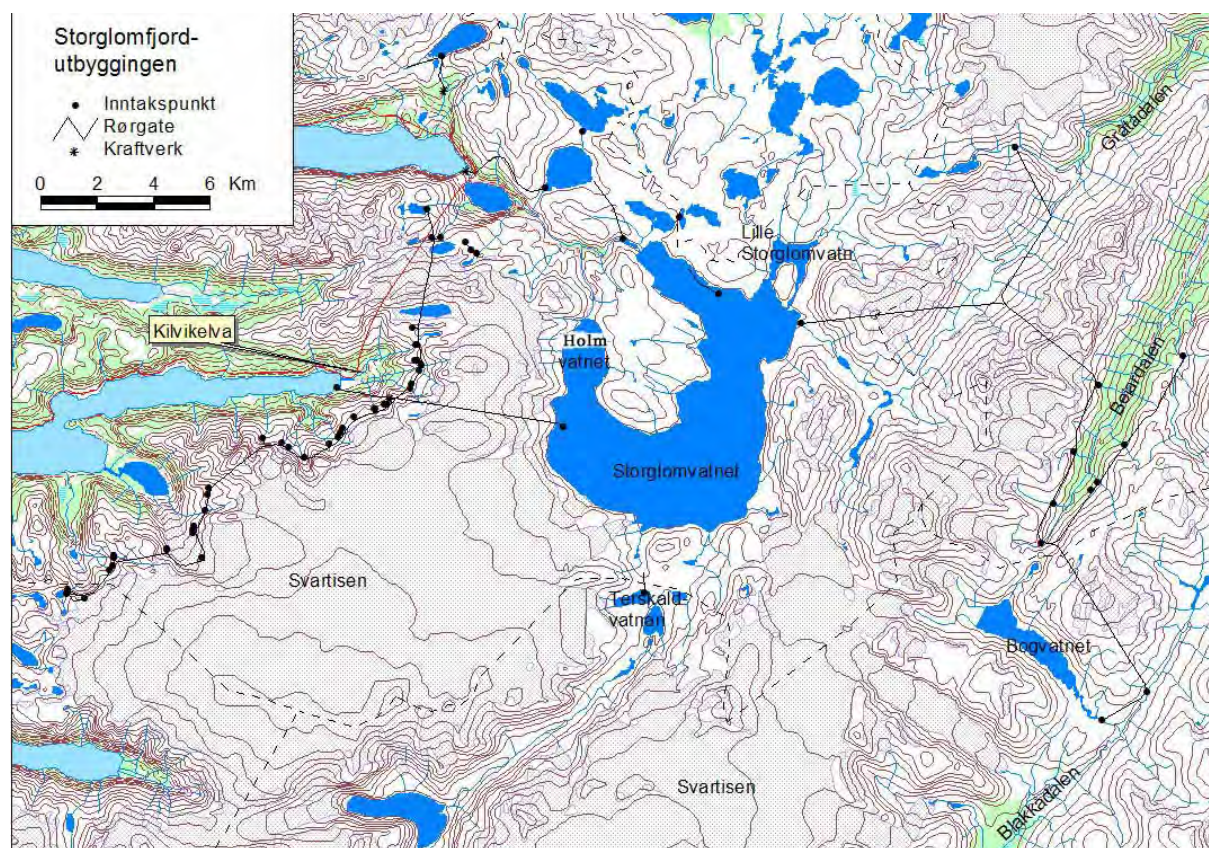 Storglomfjord-
utbyggingen
Inntakspunkt
Rørgate
Kraftverk
0 2 4 6 Km
Gråtådalen
Lille
Storglomvatn
Kilvikelva
Holm
vatnet
Beiardalen
Storglomvatnet
Svartisen
Terskald-
vatnan
Bogvatnet
Svartisen
Blakkådalen